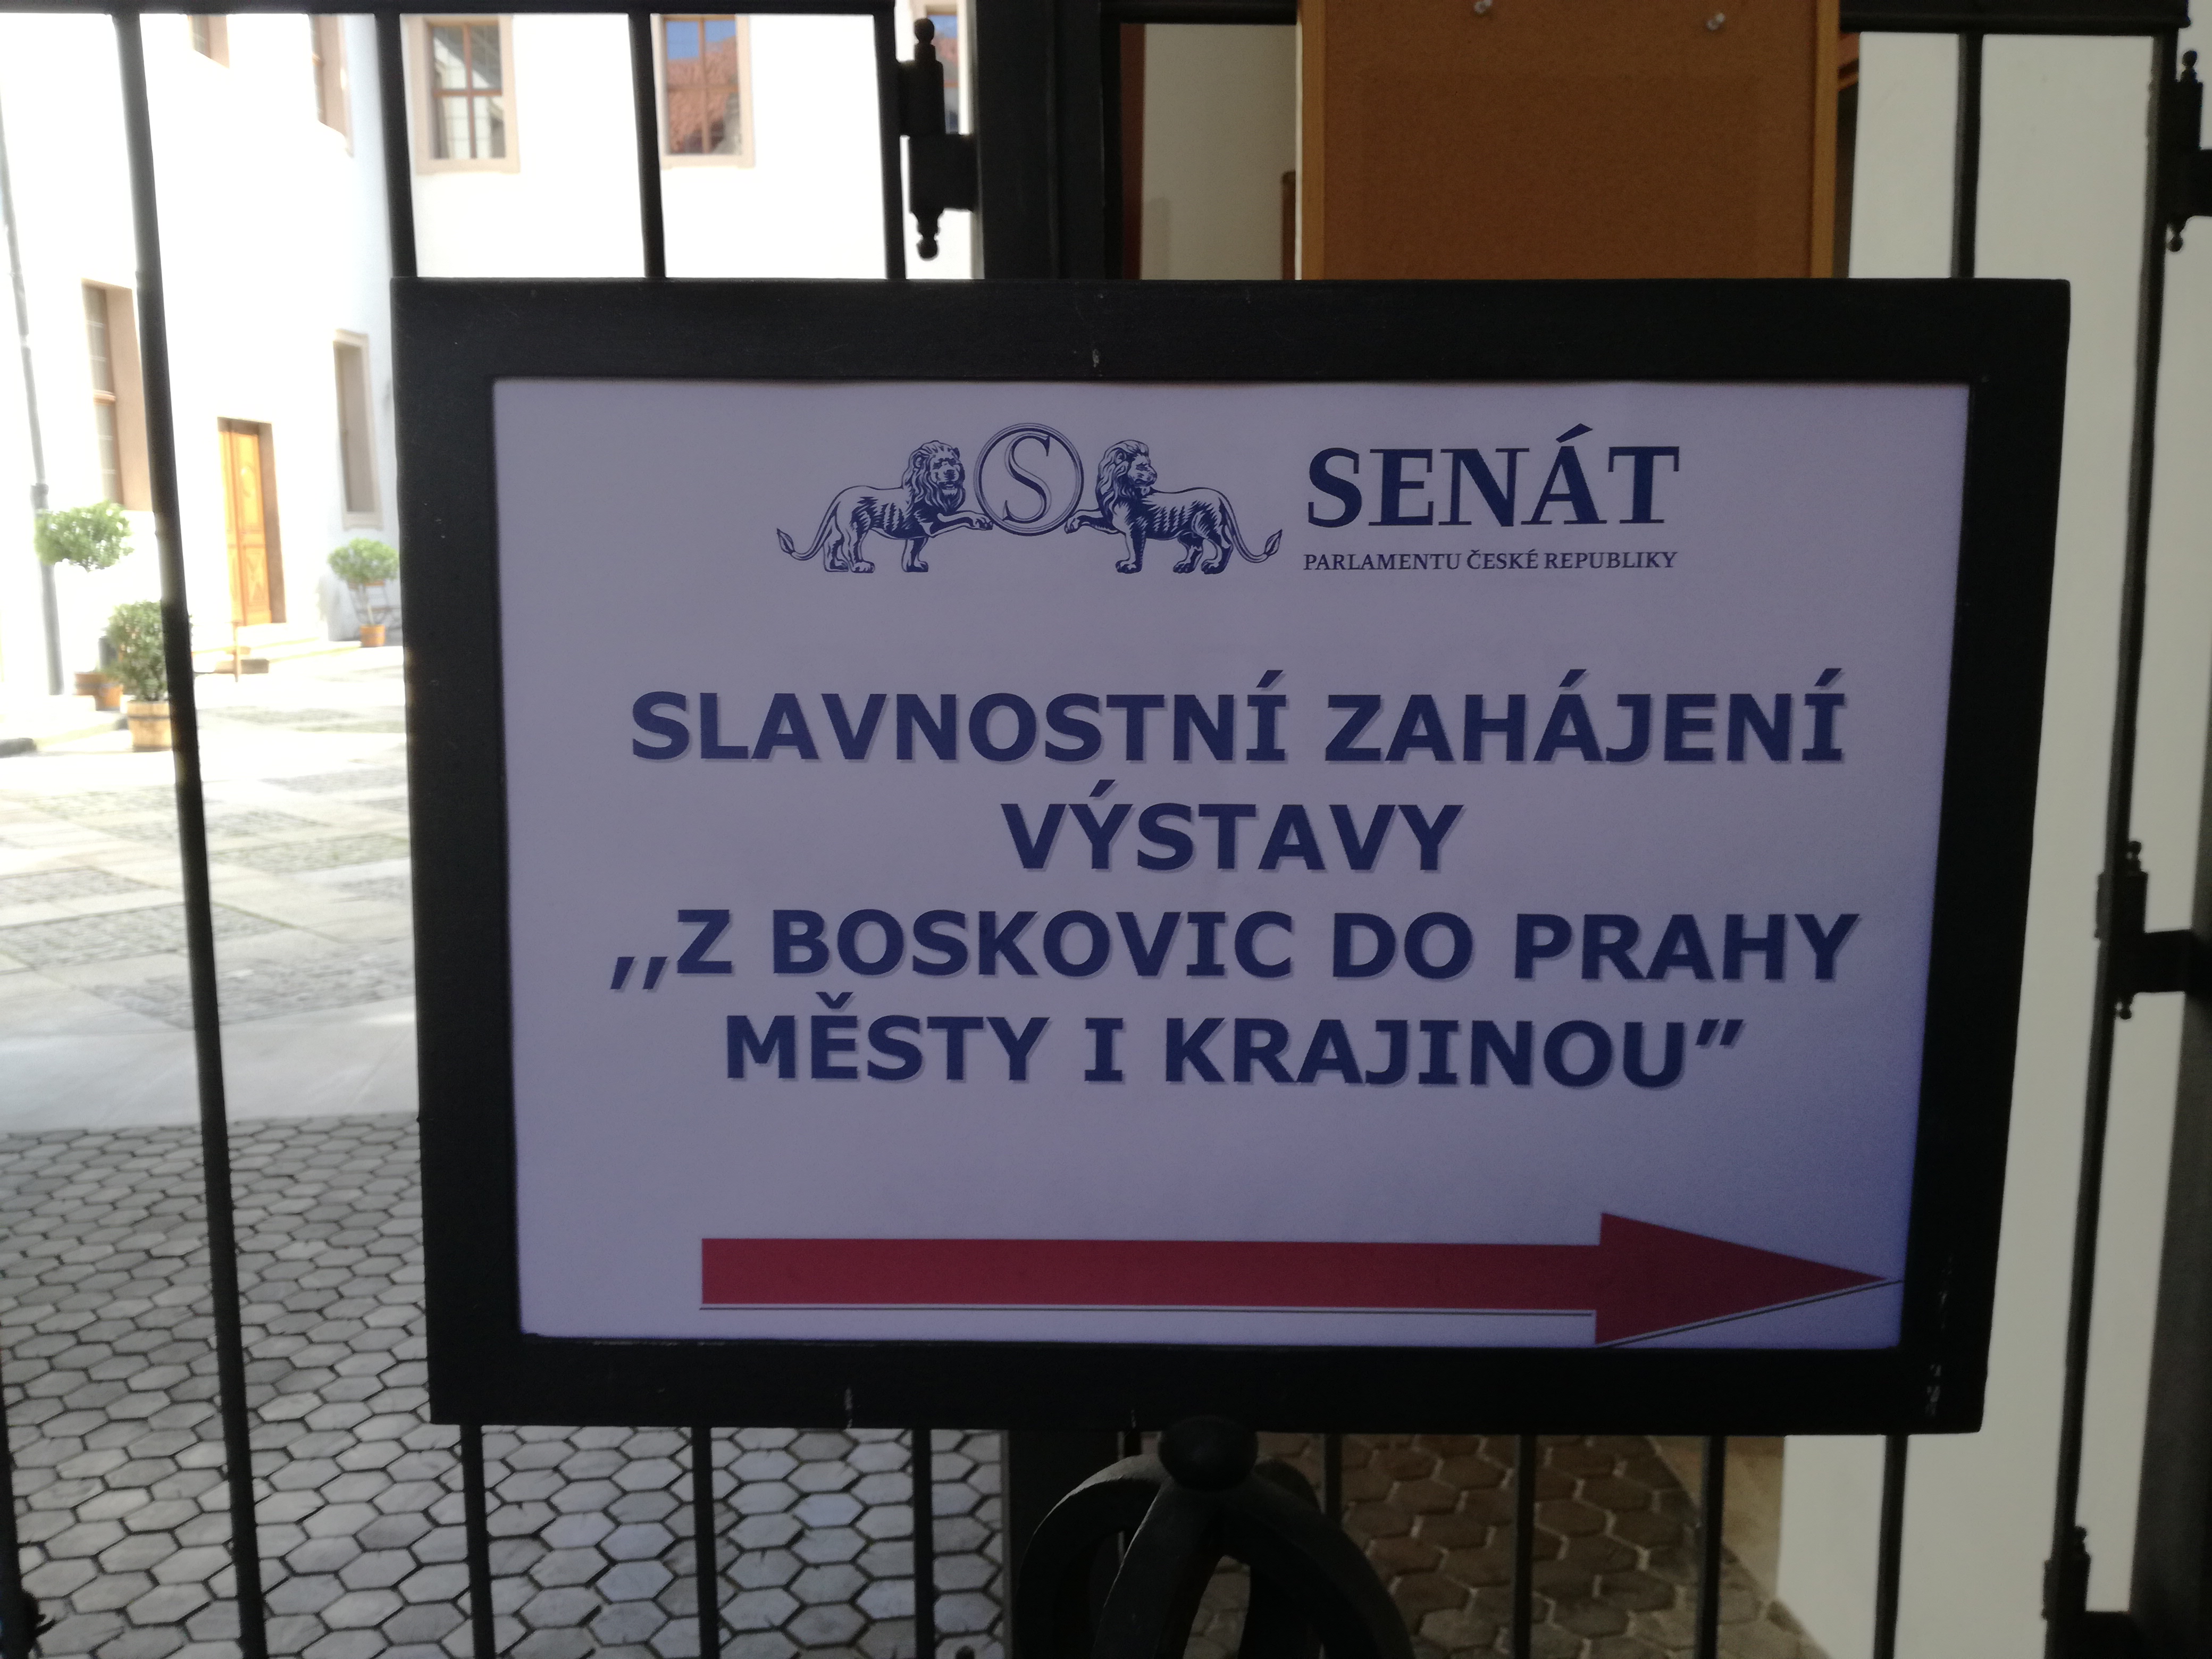 S
SENÁT
PARLAMENTU ČESKÉ REPUBLIKY
SLAVNOSTNÍ ZAHÁJENÍ
VÝSTAVY
,,Z BOSKOVIC DO PRAHY
MĚSTY I KRAJINOU”